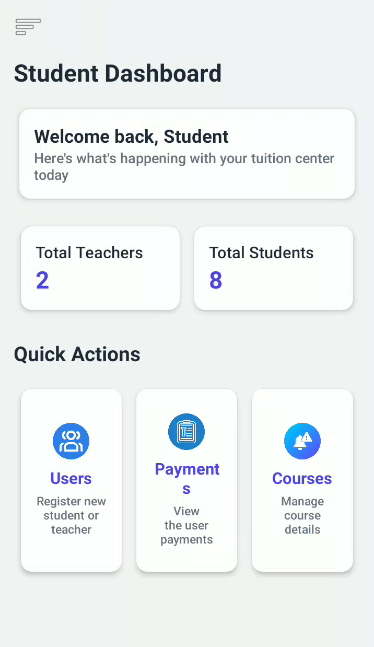 Student Dashboard
Welcome back, Student
Here's what's happening with your tuition center
today
Total Teachers
2
Total Students
8
Quick Actions
Users
Register new
student or
teacher
Payment
s
View
the user
payments
Courses
Manage
course
details